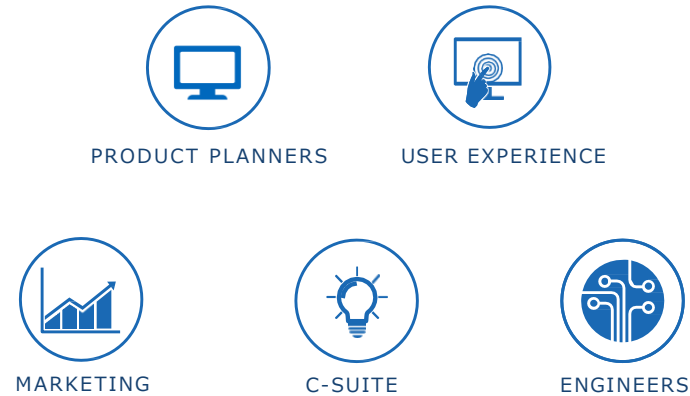 PRODUCT PLANNERS
USER EXPERIENCE
MARKETING
C-SUITE
ENGINEERS